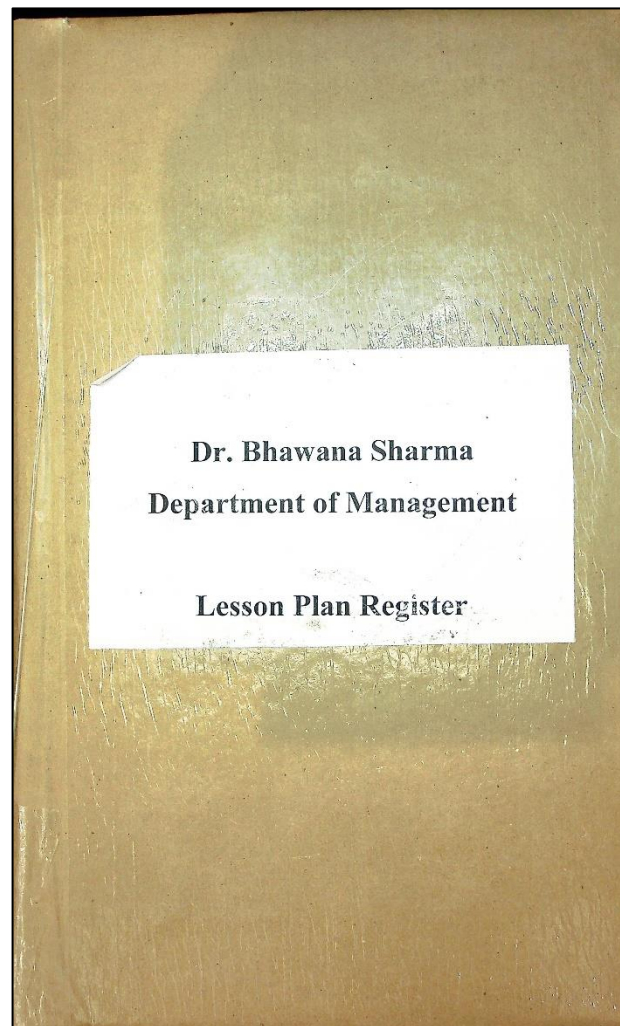 Dr. Bhawana Sharma
Department of Management
Lesson Plan Register